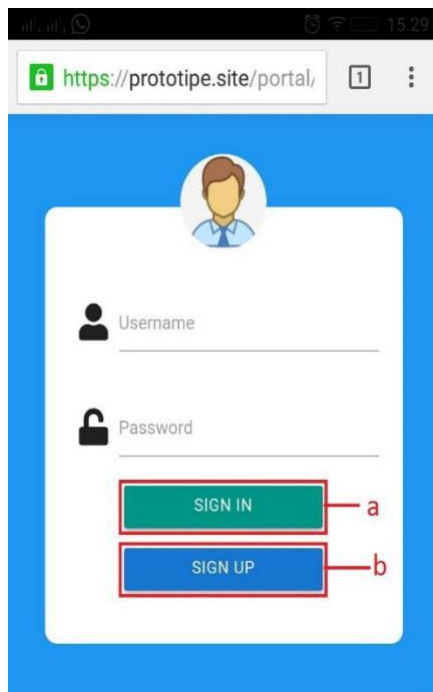 15.29
https://prototipe.site/portal/
1
Username
Password
SIGN IN
a
SIGN UP
b